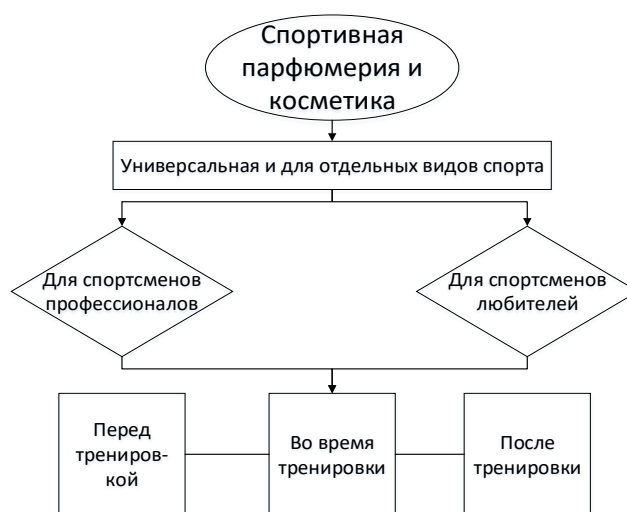 Спортивная
парфюмерия и
косметика
Универсальная и для отдельных видов спорта
Для спортсменов
профессионалов
Для спортсменов
любителей
Перед
трениров-
кой
Во время
тренировки
После
тренировки